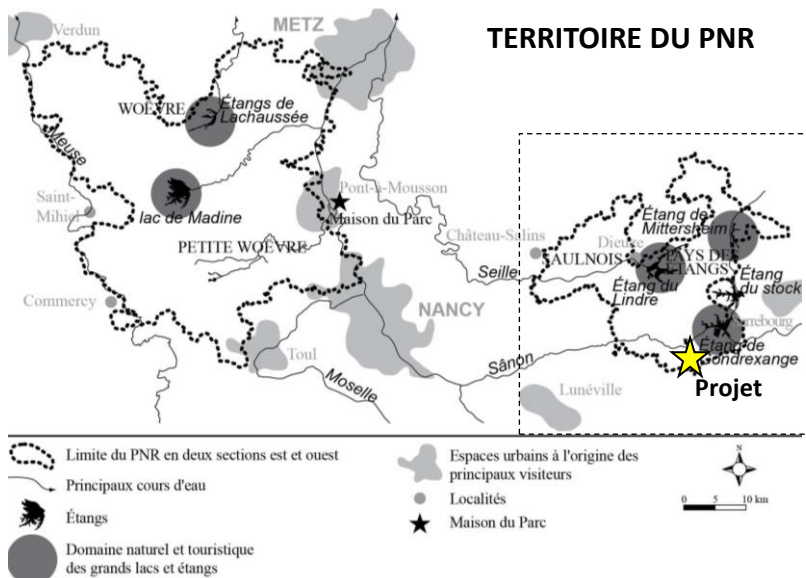 TERRITOIRE DU PNR
Verdun
METZ
WOËVRE
Étangs de
Lachaussée
Meuse
Saint-
Mihiel
lac de Madine
Pont-à-Mousson
Maison du Parc
PETITE WOËVRE
Château-Salins
Seille
Étang de
Mittersheim
Dieuze
SAULNOIS
PAYS DES
ÉTANGS
Étang du
Lindre
Étang
du stock
Commercy
NANCY
Toul
Moselle
Sânon
Étang de
Gondrexange
Lunéville
Projet
Limite du PNR en deux sections est et ouest
Principaux cours d'eau
Étangs
Domaine naturel et touristique
des grands lacs et étangs
Espaces urbains à l'origine des
principaux visiteurs
Localités
Maison du Parc
N
0 5 10 km